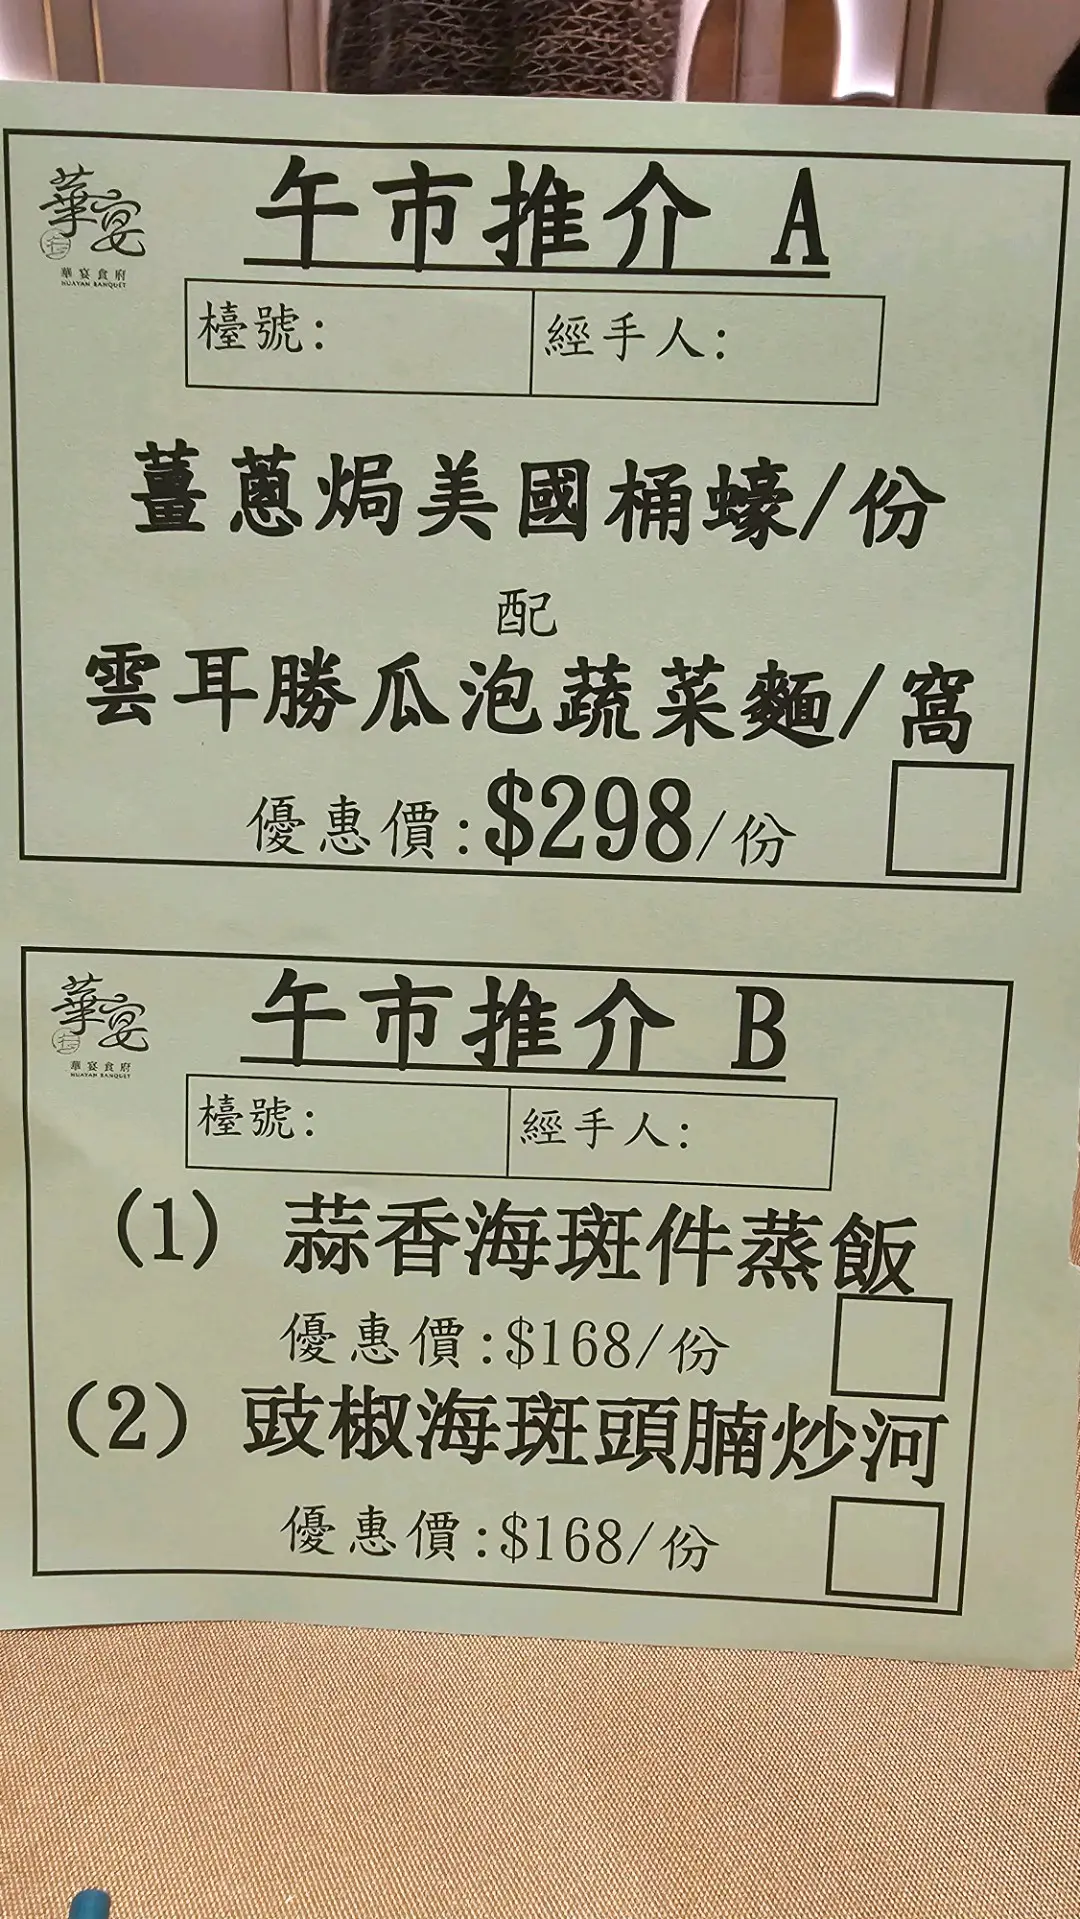 華宴
華宴食府
HUAYAN BANQUET
午市推介 A
檯號:
經手人:
薑蔥焗美國桶蠔/份
配
雲耳勝瓜泡蔬菜麵/窩
優惠價:$298/份
華宴
華宴食府
HUAYAN BANQUET
午市推介 B
檯號:
經手人:
(1) 蒜香海斑件蒸飯
優惠價:$168/份
(2) 豉椒海斑頭腩炒河
優惠價:$168/份